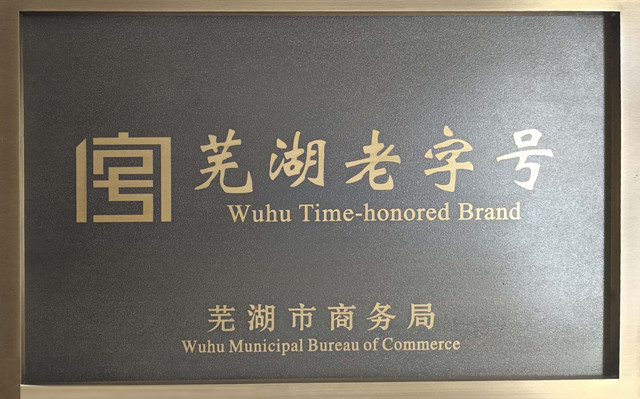 芜湖老字号
Wuhu Time-honored Brand
芜湖市商务局
Wuhu Municipal Bureau of Commerce